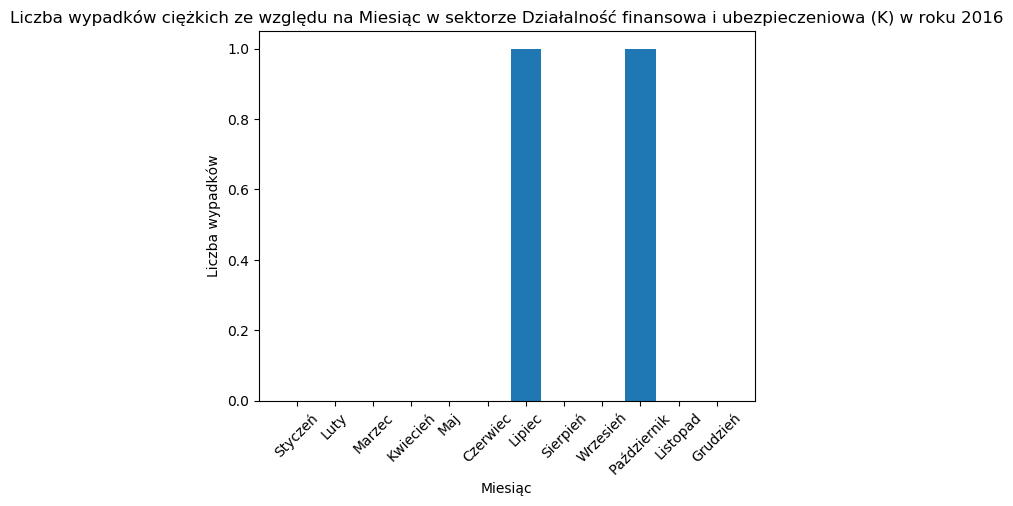 Liczba wypadków ciężkich ze względu na Miesiąc w sektorze Działalność finansowa i ubezpieczeniowa (K) w roku 2016
1.0
0.8
0.6
0.4
0.2
0.0
Liczba wypadków
Styczeń
Luty
Marzec
Kwiecień
Maj
Czerwiec
Lipiec
Sierpień
Wrzesień
Październik
Listopad
Grudzień
Miesiąc